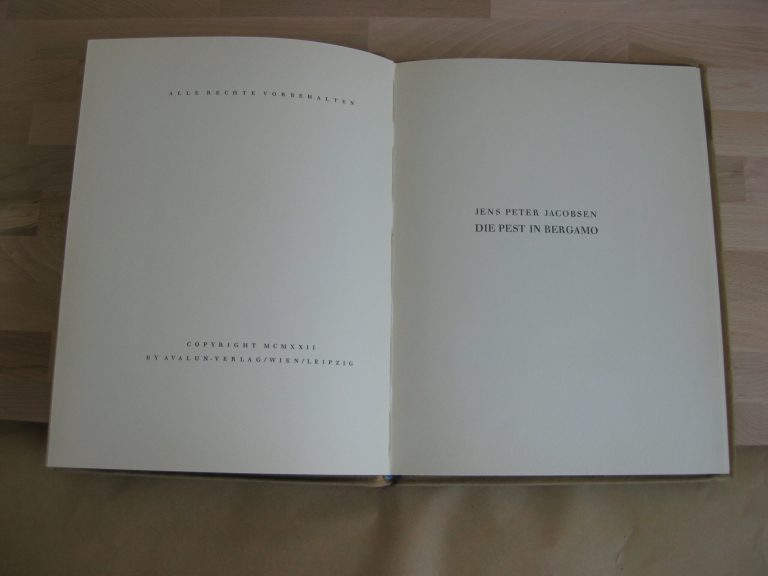 ALLE RECHTE VORBEHALTEN
COPYRIGHT MCMXXII
BY AVALUN-VERLAG/WIEN/LEIPZIG
JENS PETER JACOBSEN
DIE PEST IN BERGAMO